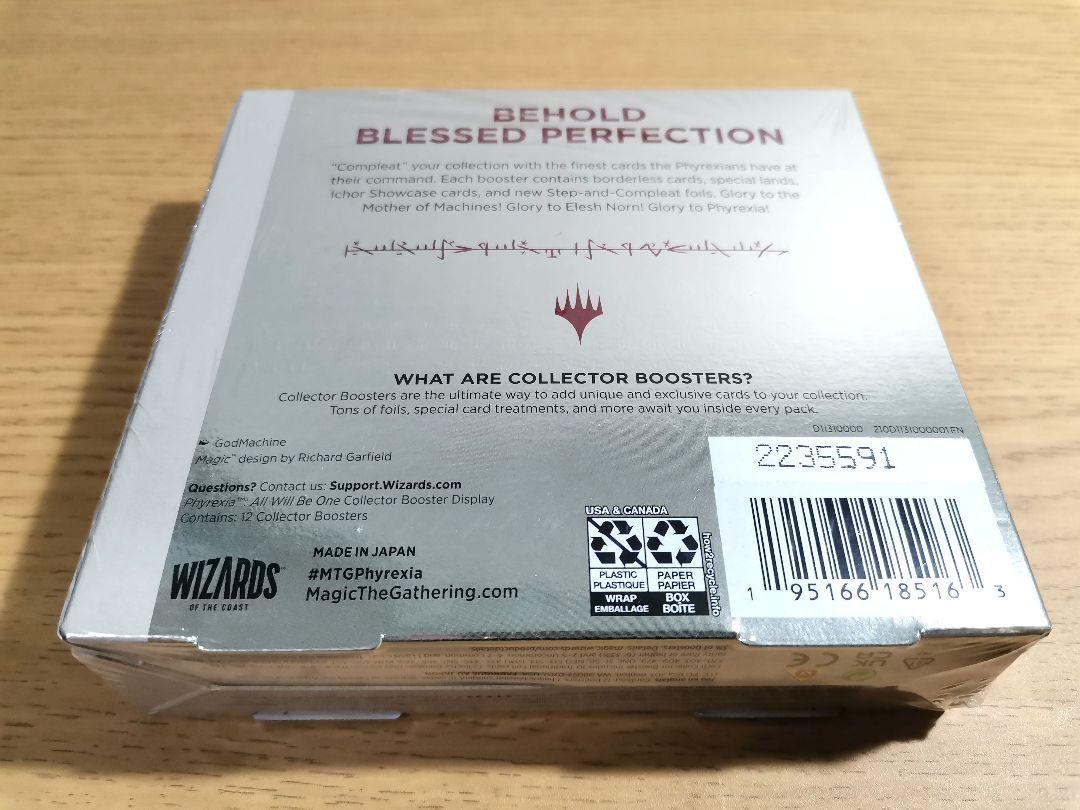 BEHOLD
BLESSED PERFECTION
"Compleat" your collection with the finest cards the Phyrexians have at
their command. Each booster contains borderless cards, special lands,
Ichor Showcase cards, and new Step-and-Compleat foils. Glory to the
Mother of Machines! Glory to Elesh Norn! Glory to Phyrexia!
WHAT ARE COLLECTOR BOOSTERS?
Collector Boosters are the ultimate way to add unique and exclusive cards to your collection.
Tons of foils, special card treatments, and more await you inside every pack.
D11310000 210D1131000001EN
2235591
GodMachine
Magic™ design by Richard Garfield
Questions? Contact us: Support.Wizards.com
Phyrexia™: All Will Be One Collector Booster Display
Contains: 12 Collector Boosters
WIZARDS™
OF THE COAST
MADE IN JAPAN
#MTGPhyrexia
MagicTheGathering.com
USA & CANADA
PLASTIC
PLASTIQUE
WRAP
EMBALLAGE
PAPER
PAPIER
BOX
BOÎTE
how2recycle.info
1 95166 18516 3
CE
UK
CA